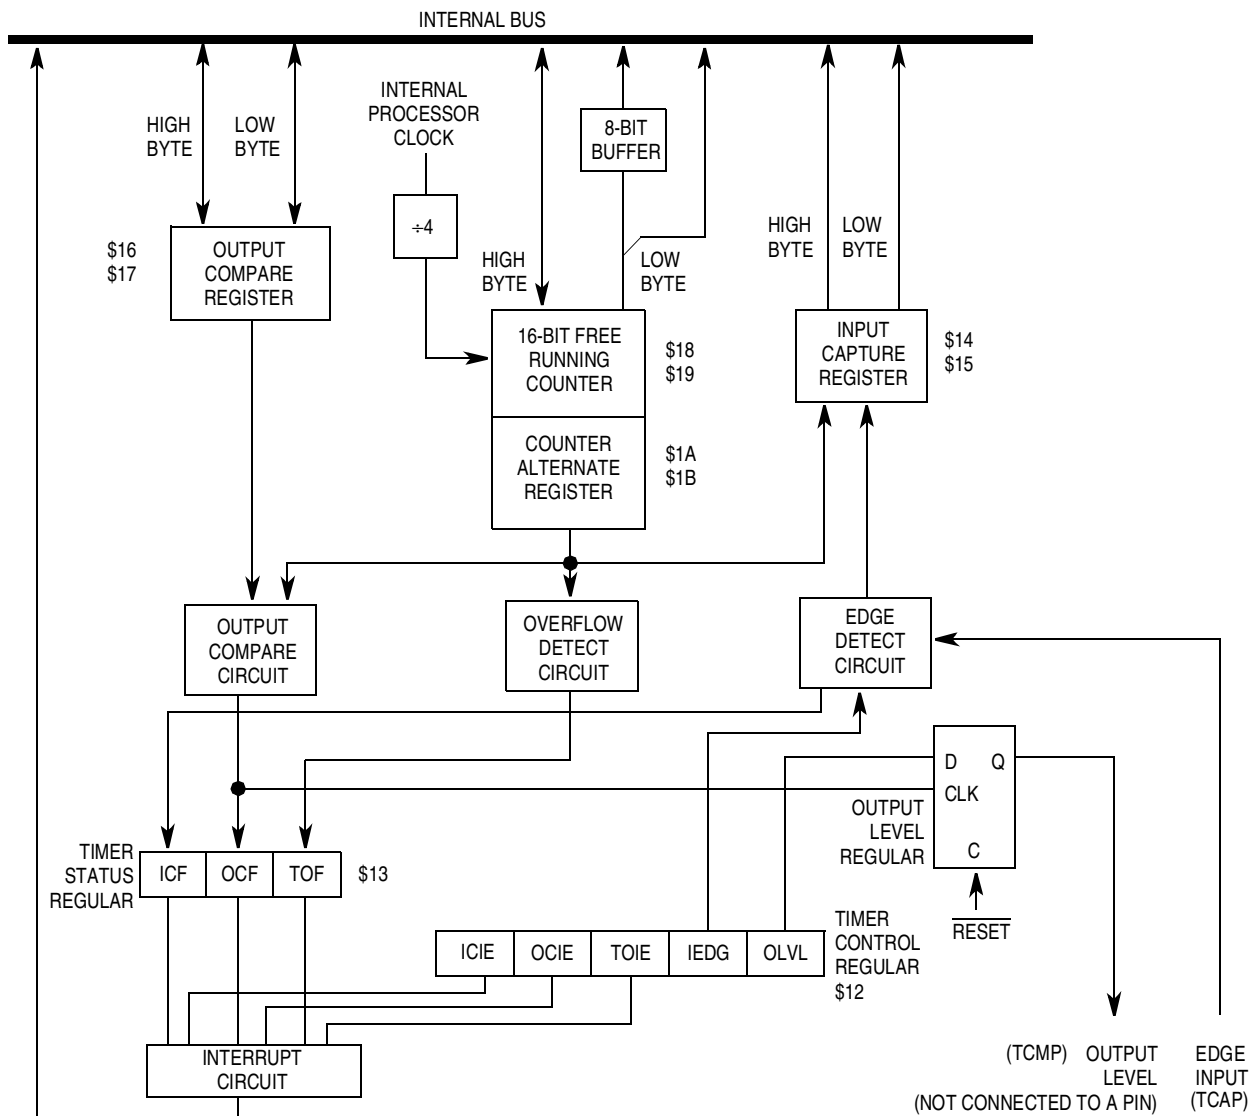 INTERNAL BUS
HIGH
BYTE
LOW
BYTE
INTERNAL
PROCESSOR
CLOCK
÷4
8-BIT
BUFFER
HIGH
BYTE
LOW
BYTE
HIGH
BYTE
LOW
BYTE
$16
$17
OUTPUT
COMPARE
REGISTER
16-BIT FREE
RUNNING
COUNTER
$18
$19
COUNTER
ALTERNATE
REGISTER
$1A
$1B
INPUT
CAPTURE
REGISTER
$14
$15
OUTPUT
COMPARE
CIRCUIT
OVERFLOW
DETECT
CIRCUIT
EDGE
DETECT
CIRCUIT
D Q
CLK
C
OUTPUT
LEVEL
REGULAR
RESET
TIMER
STATUS
REGULAR
ICF OCF TOF
$13
ICIE OCIE TOIE IEDG OLVL
TIMER
CONTROL
REGULAR
$12
INTERRUPT
CIRCUIT
(TCMP) OUTPUT
LEVEL
(NOT CONNECTED TO A PIN)
EDGE
INPUT
(TCAP)